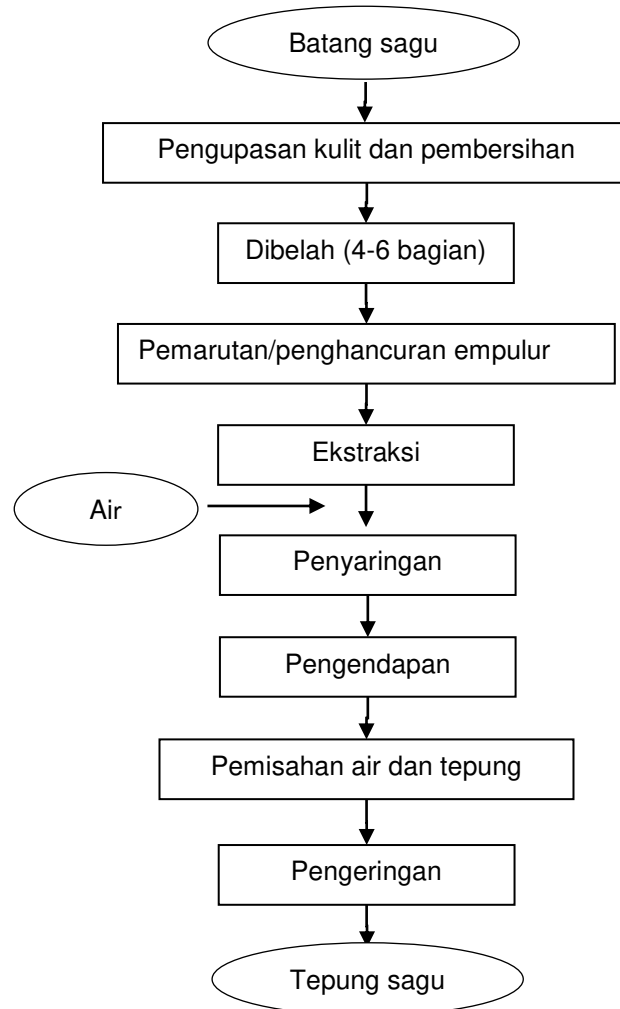 Batang sagu
Pengupasan kulit dan pembersihan
Dibelah (4-6 bagian)
Pemarutan/penghancuran empulur
Ekstraksi
Air
Penyaringan
Pengendapan
Pemisahan air dan tepung
Pengeringan
Tepung sagu